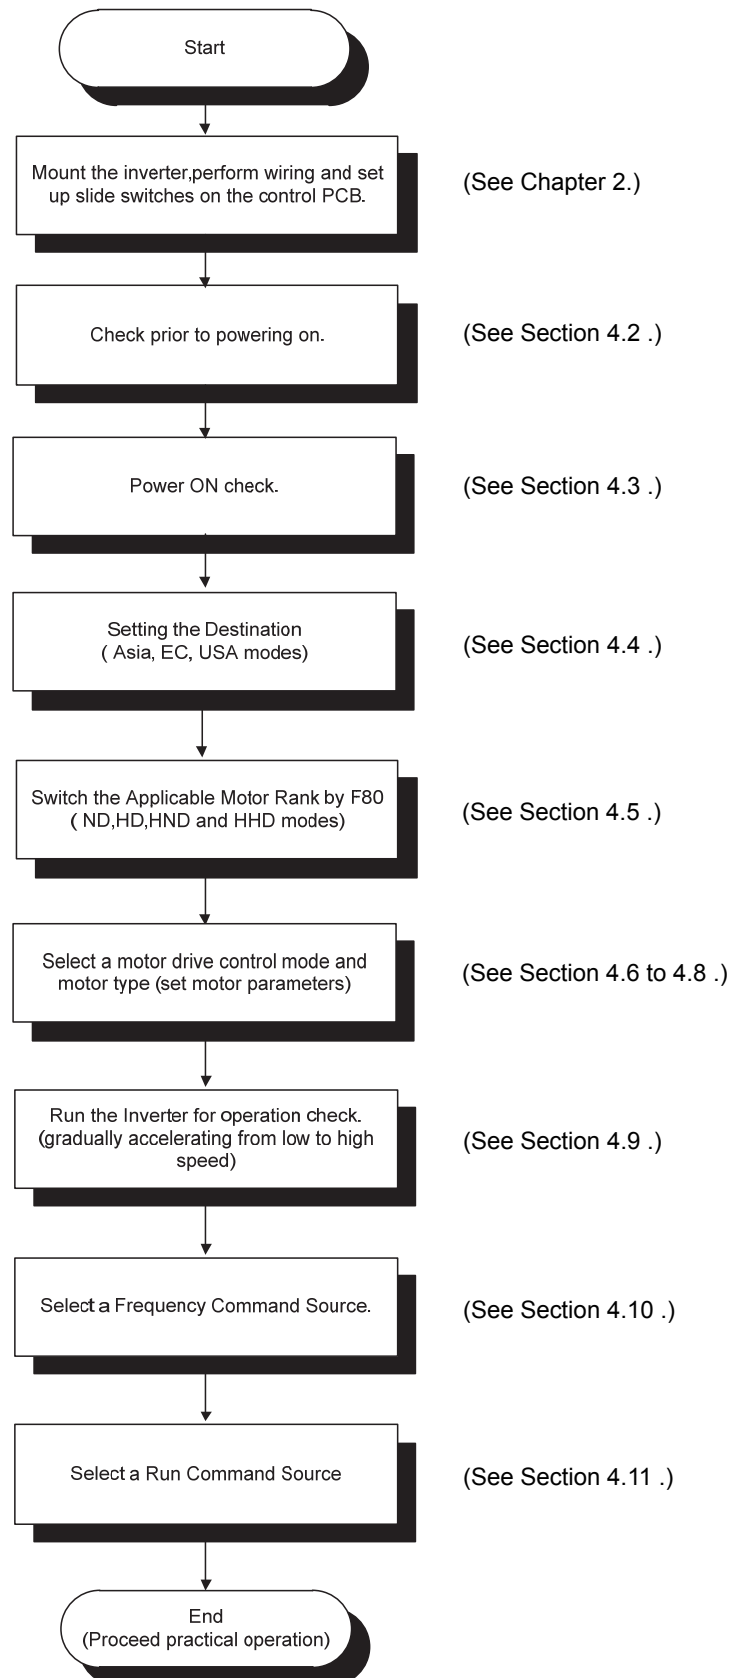 Start
Mount the inverter,perform wiring and set
up slide switches on the control PCB.
(See Chapter 2.)
Check prior to powering on.
(See Section 4.2 .)
Power ON check.
(See Section 4.3 .)
Setting the Destination
( Asia, EC, USA modes)
(See Section 4.4 .)
Switch the Applicable Motor Rank by F80
( ND,HD,HND and HHD modes)
(See Section 4.5 .)
Select a motor drive control mode and
motor type (set motor parameters)
(See Section 4.6 to 4.8 .)
Run the Inverter for operation check.
(gradually accelerating from low to high
speed)
(See Section 4.9 .)
Select a Frequency Command Source.
(See Section 4.10 .)
Select a Run Command Source
(See Section 4.11 .)
End
(Proceed practical operation)